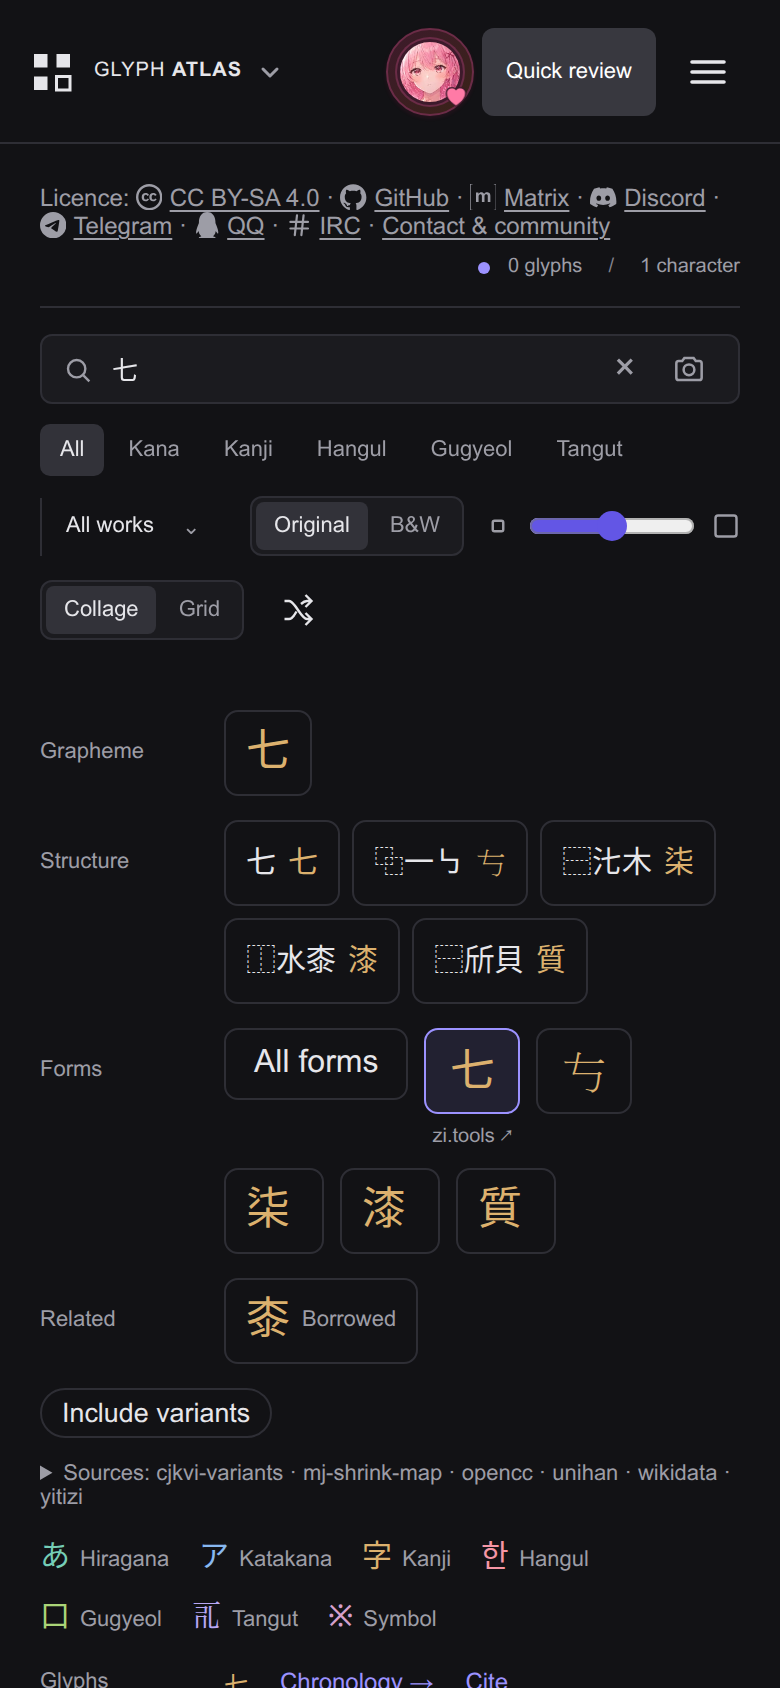 GLYPH ATLAS
Quick review
Licence: CC BY-SA 4.0 · GitHub · [m] Matrix · Discord ·
Telegram · QQ · IRC · Contact & community
0 glyphs / 1 character
七
All Kana Kanji Hangul Gugyeol Tangut
All works Original B&W
Collage Grid
Grapheme 七
Structure 七 七 ⿻一㇉ 𠀁 ⿱㲺木 柒
⿰水桼 漆 ⿱所貝 質
Forms All forms 七 𠀁
zi.tools ↗
柒 漆 質
Related 桼 Borrowed
Include variants
▶ Sources: cjkvi-variants · mj-shrink-map · opencc · unihan · wikidata ·
yitizi
あ Hiragana ア Katakana 字 Kanji 한 Hangul
口 Gugyeol Tangut ※ Symbol
Glyphs 七 Chronology → Cite